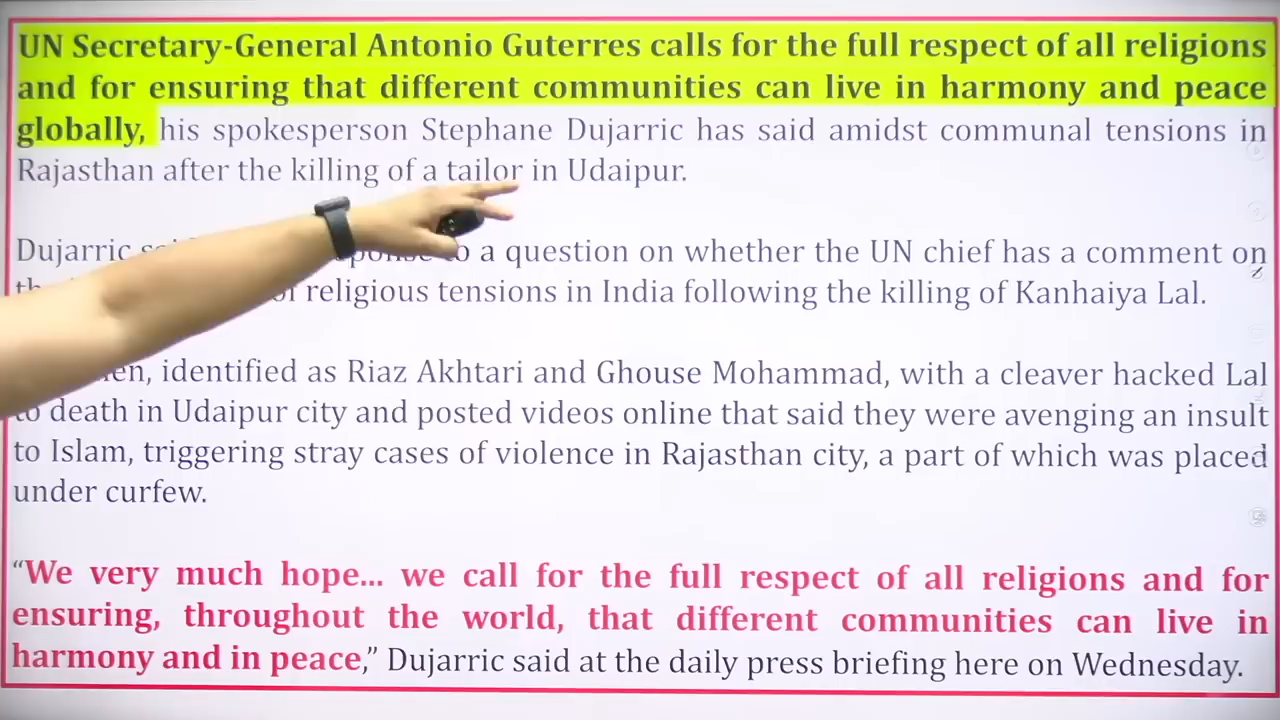 UN Secretary-General Antonio Guterres calls for the full respect of all religions
and for ensuring that different communities can live in harmony and peace
globally, his spokesperson Stephane Dujarric has said amidst communal tensions in
Rajasthan after the killing of a tailor in Udaipur.
Dujarric to a question on whether the UN chief has a comment on
religious tensions in India following the killing of Kanhaiya Lal.
identified as Riaz Akhtari and Ghouse Mohammad, with a cleaver hacked Lal
to death in Udaipur city and posted videos online that said they were avenging an insult
to Islam, triggering stray cases of violence in Rajasthan city, a part of which was placed
under curfew.
“We very much hope... we call for the full respect of all religions and for
ensuring, throughout the world, that different communities can live in
harmony and in peace,” Dujarric said at the daily press briefing here on Wednesday.